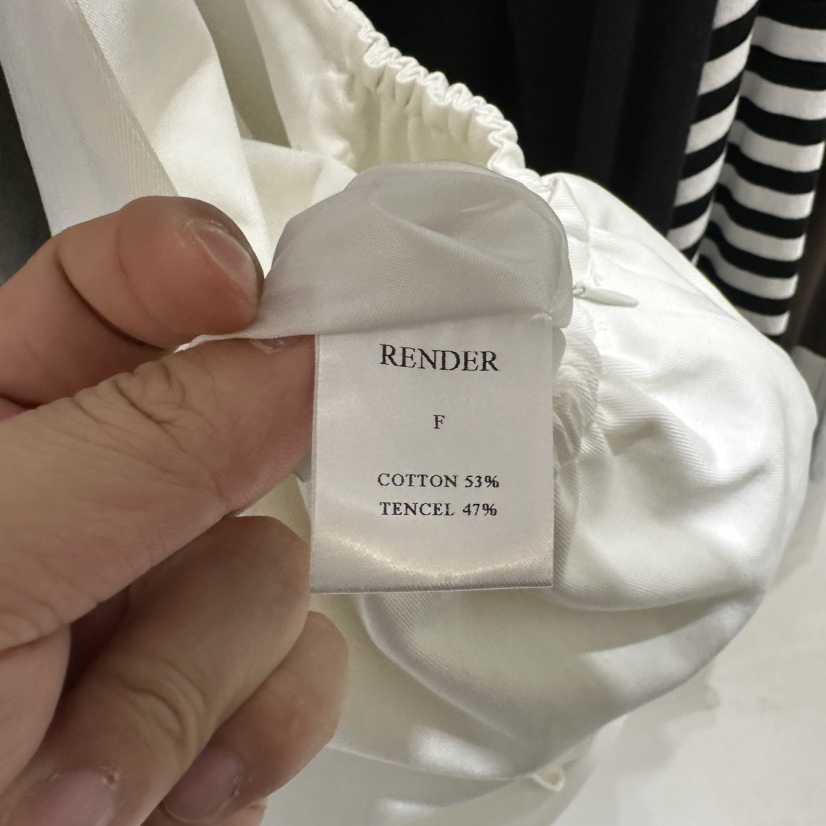 RENDER
F
COTTON 53%
TENCEL 47%